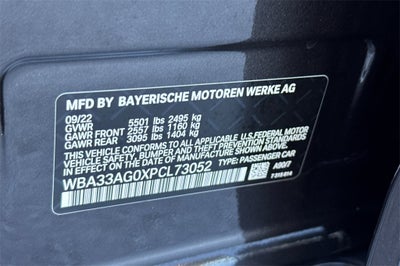 MFD BY BAYERISCHE MOTOREN WERKE AG
09/22
GVWR 5501 lbs 2495 kg
GAWR FRONT 2557 lbs 1160 kg
GAWR REAR 3095 lbs 1404 kg
THIS VEHICLE CONFORMS TO ALL APPLICABLE U.S. FEDERAL
MOTOR VEHICLE SAFETY, BUMPER, AND THEFT PREVENTION STANDARDS
IN EFFECT ON THE DATE OF MANUFACTURE SHOWN ABOVE.
WBA33AG0XPCL73052 TYPE: PASSENGER CAR
A90/7